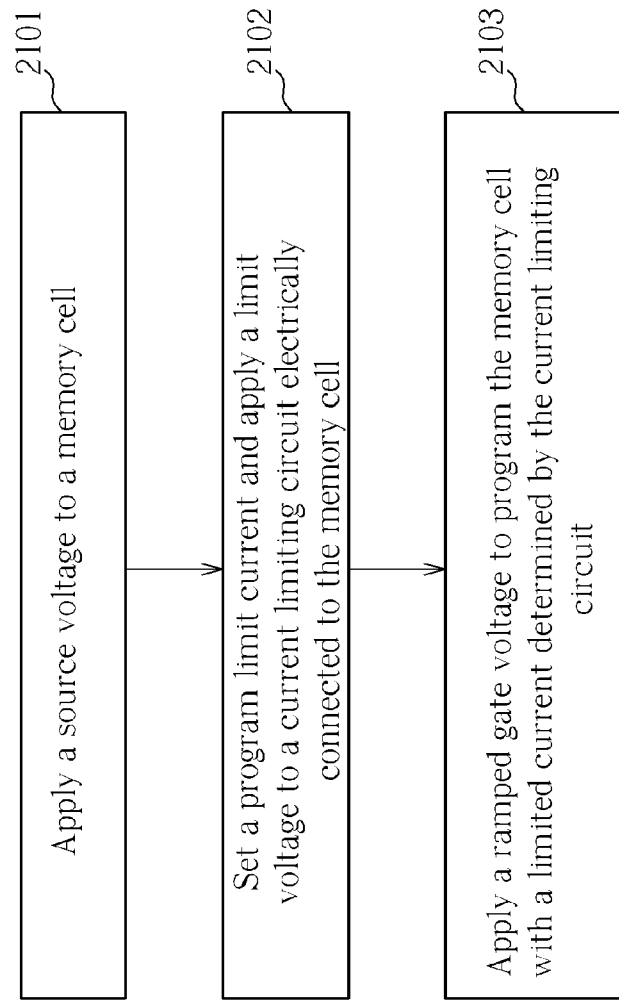 Apply a source voltage to a memory cell
2101
Set a program limit current and apply a limit
voltage to a current limiting circuit electrically
connected to the memory cell
2102
Apply a ramped gate voltage to program the memory cell
with a limited current determined by the current limiting
circuit
2103